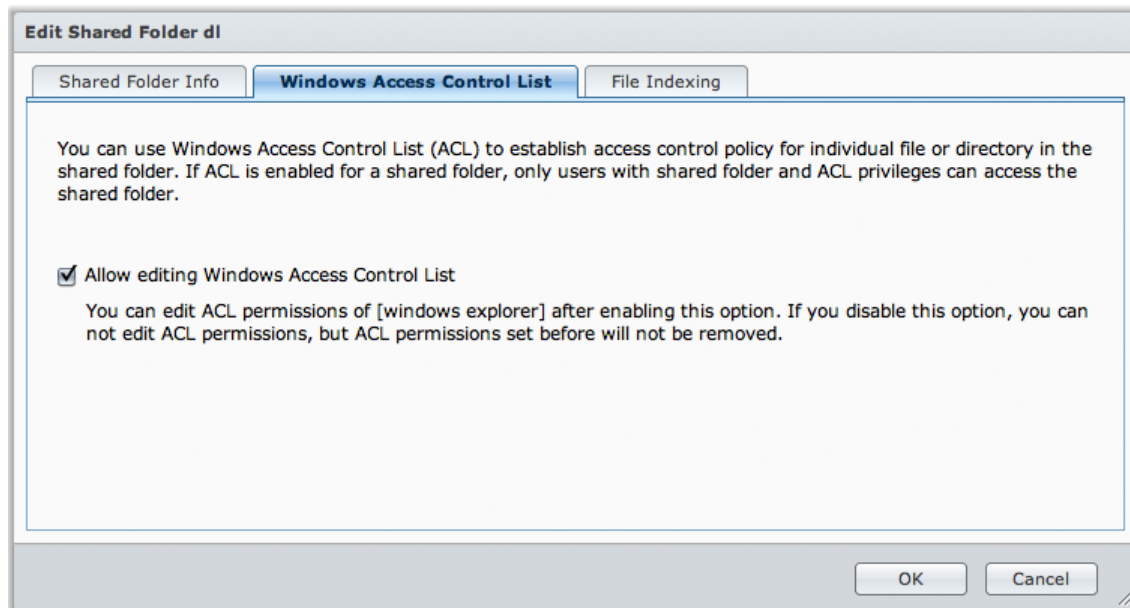 Edit Shared Folder dl
Shared Folder Info
Windows Access Control List
File Indexing
You can use Windows Access Control List (ACL) to establish access control policy for individual file or directory in the
shared folder. If ACL is enabled for a shared folder, only users with shared folder and ACL privileges can access the
shared folder.
Allow editing Windows Access Control List
You can edit ACL permissions of [windows explorer] after enabling this option. If you disable this option, you can
not edit ACL permissions, but ACL permissions set before will not be removed.
OK
Cancel